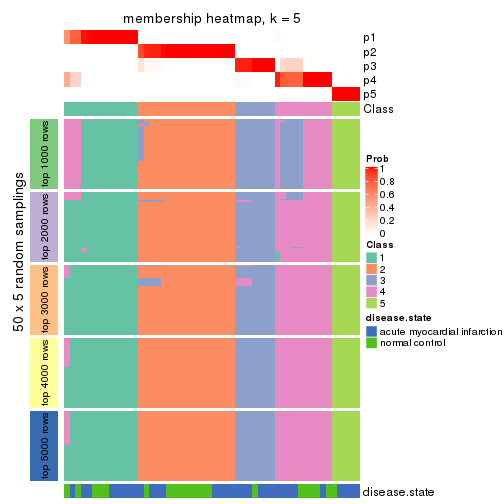 membership heatmap, k = 5
p1
p2
p3
p4
p5
Class
50 x 5 random samplings
top 1000 rows
top 2000 rows
top 3000 rows
top 4000 rows
top 5000 rows
disease.state
Prob
1
0.8
0.6
0.4
0.2
0
Class
1
2
3
4
5
disease.state
acute myocardial infarction
normal control